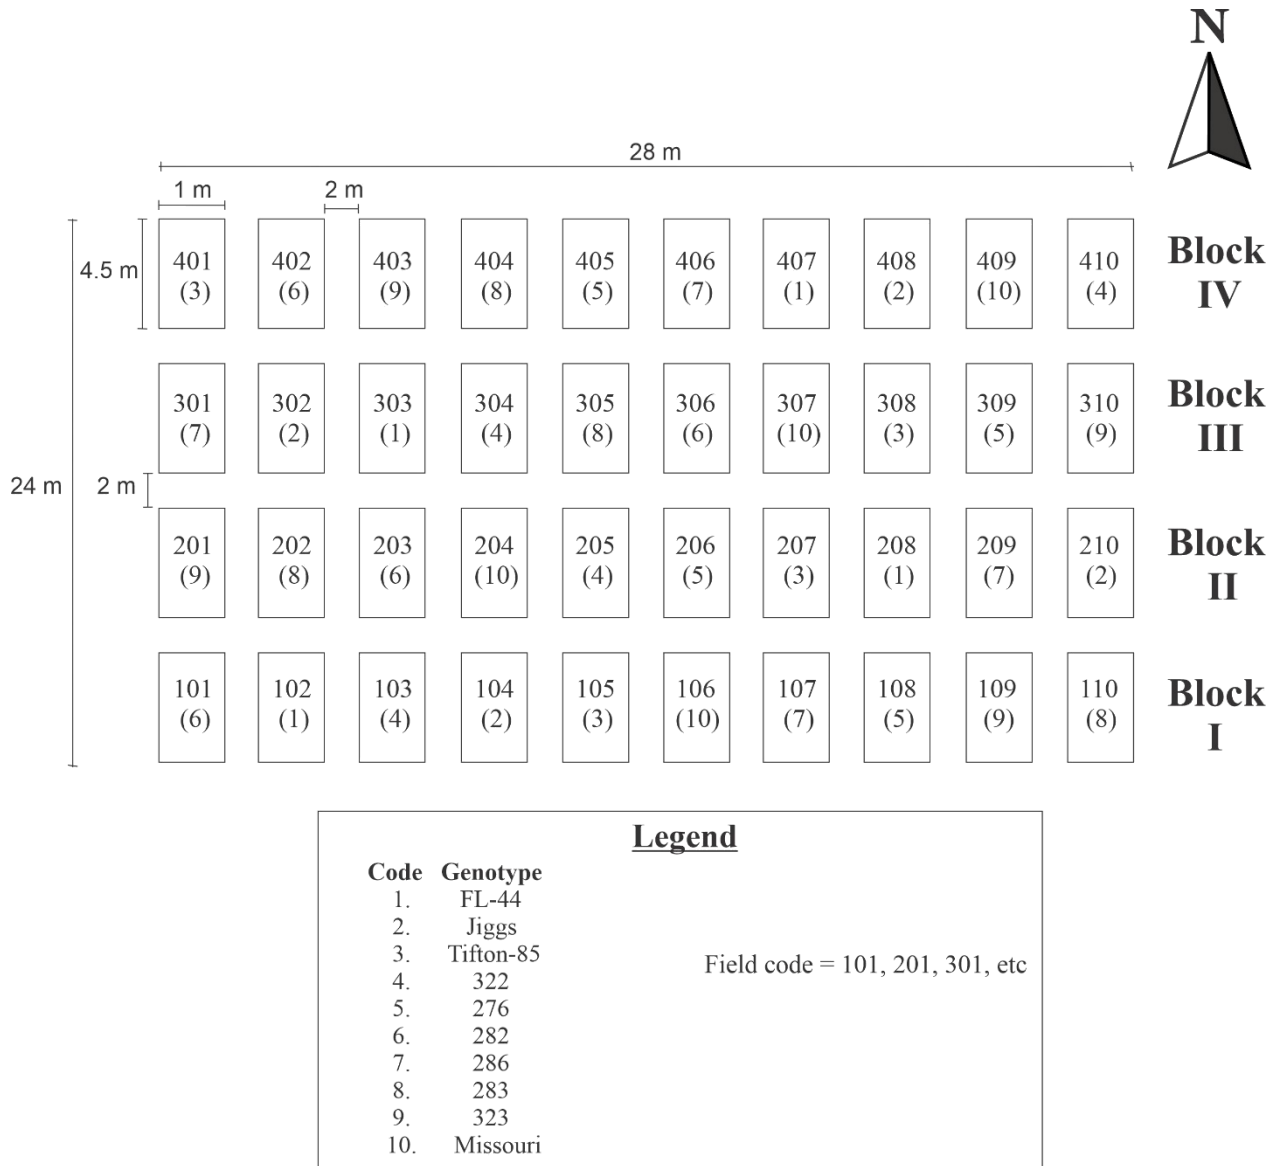 N
28 m
1 m 2 m
4.5 m
401 402 403 404 405 406 407 408 409 410
(3) (6) (9) (8) (5) (7) (1) (2) (10) (4)
Block
IV
301 302 303 304 305 306 307 308 309 310
(7) (2) (1) (4) (8) (6) (10) (3) (5) (9)
Block
III
24 m 2 m
201 202 203 204 205 206 207 208 209 210
(9) (8) (6) (10) (4) (5) (3) (1) (7) (2)
Block
II
101 102 103 104 105 106 107 108 109 110
(6) (1) (4) (2) (3) (10) (7) (5) (9) (8)
Block
I
Legend
Code Genotype
1. FL-44
2. Jiggs
3. Tifton-85
4. 322
5. 276
6. 282
7. 286
8. 283
9. 323
10. Missouri
Field code = 101, 201, 301, etc